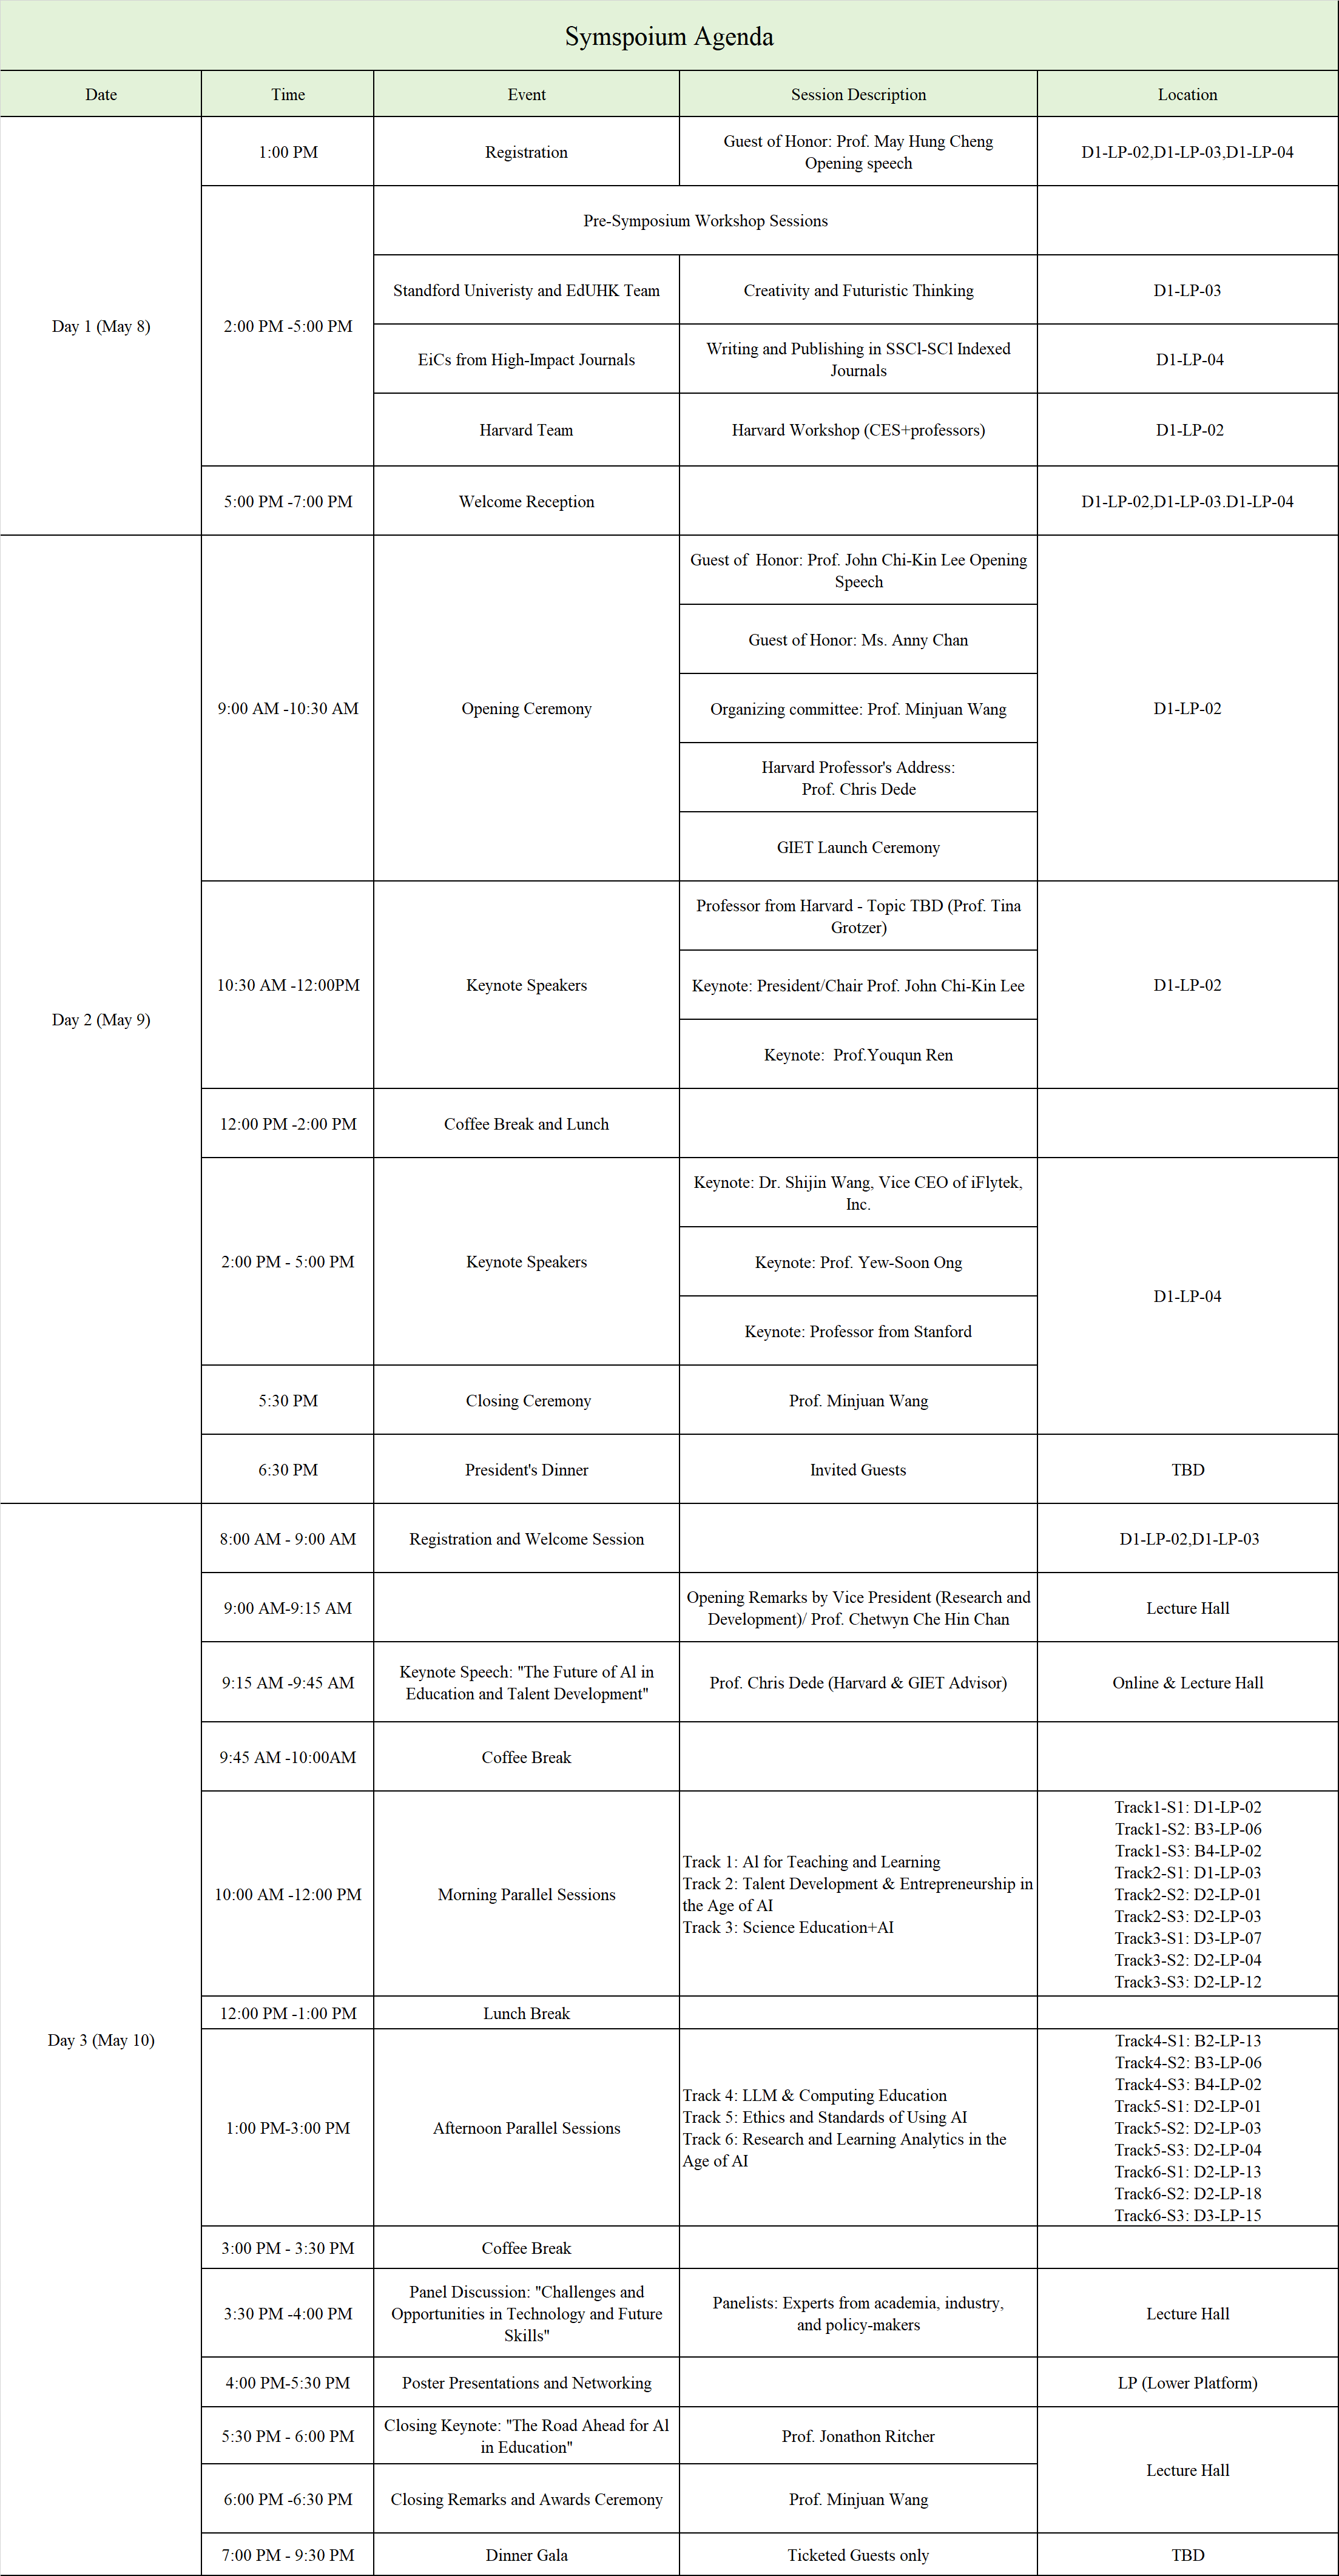 Symspoium Agenda
Date
Time
Event
Session Description
Location
Day 1 (May 8)
1:00 PM
Registration
Guest of Honor: Prof. May Hung Cheng
Opening speech
D1-LP-02,D1-LP-03,D1-LP-04
2:00 PM -5:00 PM
Pre-Symposium Workshop Sessions
Standford Univeristy and EdUHK Team
Creativity and Futuristic Thinking
D1-LP-03
EiCs from High-Impact Journals
Writing and Publishing in SSCl-SCl Indexed
Journals
D1-LP-04
Harvard Team
Harvard Workshop (CES+professors)
D1-LP-02
5:00 PM -7:00 PM
Welcome Reception
D1-LP-02,D1-LP-03.D1-LP-04
Day 2 (May 9)
9:00 AM -10:30 AM
Opening Ceremony
Guest of  Honor: Prof. John Chi-Kin Lee Opening
Speech
Guest of Honor: Ms. Anny Chan
Organizing committee: Prof. Minjuan Wang
Harvard Professor's Address:
Prof. Chris Dede
GIET Launch Ceremony
D1-LP-02
10:30 AM -12:00PM
Keynote Speakers
Professor from Harvard - Topic TBD (Prof. Tina
Grotzer)
Keynote: President/Chair Prof. John Chi-Kin Lee
Keynote:  Prof.Youqun Ren
D1-LP-02
12:00 PM -2:00 PM
Coffee Break and Lunch
2:00 PM - 5:00 PM
Keynote Speakers
Keynote: Dr. Shijin Wang, Vice CEO of iFlytek,
Inc.
Keynote: Prof. Yew-Soon Ong
Keynote: Professor from Stanford
D1-LP-04
5:30 PM
Closing Ceremony
Prof. Minjuan Wang
6:30 PM
President's Dinner
Invited Guests
TBD
Day 3 (May 10)
8:00 AM - 9:00 AM
Registration and Welcome Session
D1-LP-02,D1-LP-03
9:00 AM-9:15 AM
Opening Remarks by Vice President (Research and
Development)/ Prof. Chetwyn Che Hin Chan
Lecture Hall
9:15 AM -9:45 AM
Keynote Speech: "The Future of Al in
Education and Talent Development"
Prof. Chris Dede (Harvard & GIET Advisor)
Online & Lecture Hall
9:45 AM -10:00AM
Coffee Break
10:00 AM -12:00 PM
Morning Parallel Sessions
Track 1: Al for Teaching and Learning
Track 2: Talent Development & Entrepreneurship in
the Age of AI
Track 3: Science Education+AI
Track1-S1: D1-LP-02
Track1-S2: B3-LP-06
Track1-S3: B4-LP-02
Track2-S1: D1-LP-03
Track2-S2: D2-LP-01
Track2-S3: D2-LP-03
Track3-S1: D3-LP-07
Track3-S2: D2-LP-04
Track3-S3: D2-LP-12
12:00 PM -1:00 PM
Lunch Break
1:00 PM-3:00 PM
Afternoon Parallel Sessions
Track 4: LLM & Computing Education
Track 5: Ethics and Standards of Using AI
Track 6: Research and Learning Analytics in the
Age of AI
Track4-S1: B2-LP-13
Track4-S2: B3-LP-06
Track4-S3: B4-LP-02
Track5-S1: D2-LP-01
Track5-S2: D2-LP-03
Track5-S3: D2-LP-04
Track6-S1: D2-LP-13
Track6-S2: D2-LP-18
Track6-S3: D3-LP-15
3:00 PM - 3:30 PM
Coffee Break
3:30 PM -4:00 PM
Panel Discussion: "Challenges and
Opportunities in Technology and Future
Skills"
Panelists: Experts from academia, industry,
and policy-makers
Lecture Hall
4:00 PM-5:30 PM
Poster Presentations and Networking
LP (Lower Platform)
5:30 PM - 6:00 PM
Closing Keynote: "The Road Ahead for Al
in Education"
Prof. Jonathon Ritcher
Lecture Hall
6:00 PM -6:30 PM
Closing Remarks and Awards Ceremony
Prof. Minjuan Wang
7:00 PM - 9:30 PM
Dinner Gala
Ticketed Guests only
TBD